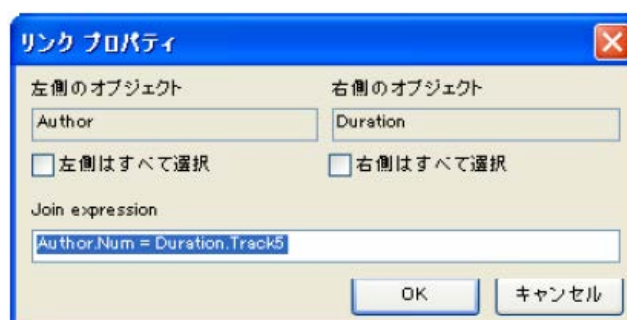 リンク プロパティ
左側のオブジェクト 右側のオブジェクト
Author Duration
左側はすべて選択 右側はすべて選択
Join expression
Author.Num = Duration.Track5
OK キャンセル